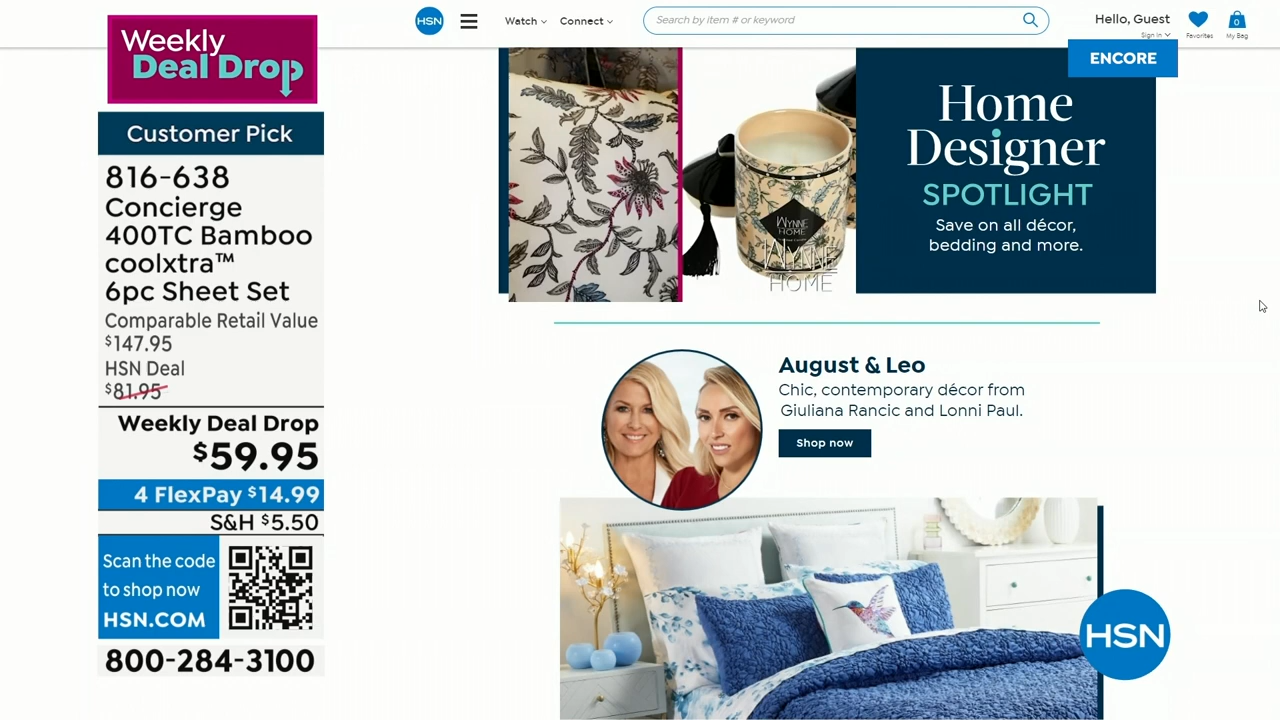 Weekly
Deal Drop
Customer Pick
816-638
Concierge
400TC Bamboo
coolxtra™
6pc Sheet Set
Comparable Retail Value
$147.95
HSN Deal
$81.95
Weekly Deal Drop
$59.95
4 FlexPay $14.99
S&H $5.50
Scan the code
to shop now
HSN.COM
800-284-3100
HSN
Watch
Connect
Search by item # or keyword
Hello, Guest
Sign in
Favorites
0
My Bag
ENCORE
Home
Designer
SPOTLIGHT
Save on all décor,
bedding and more.
WYNNE
HOME
WYNNE
HOME
August & Leo
Chic, contemporary décor from
Giuliana Rancic and Lonni Paul.
Shop now
HSN